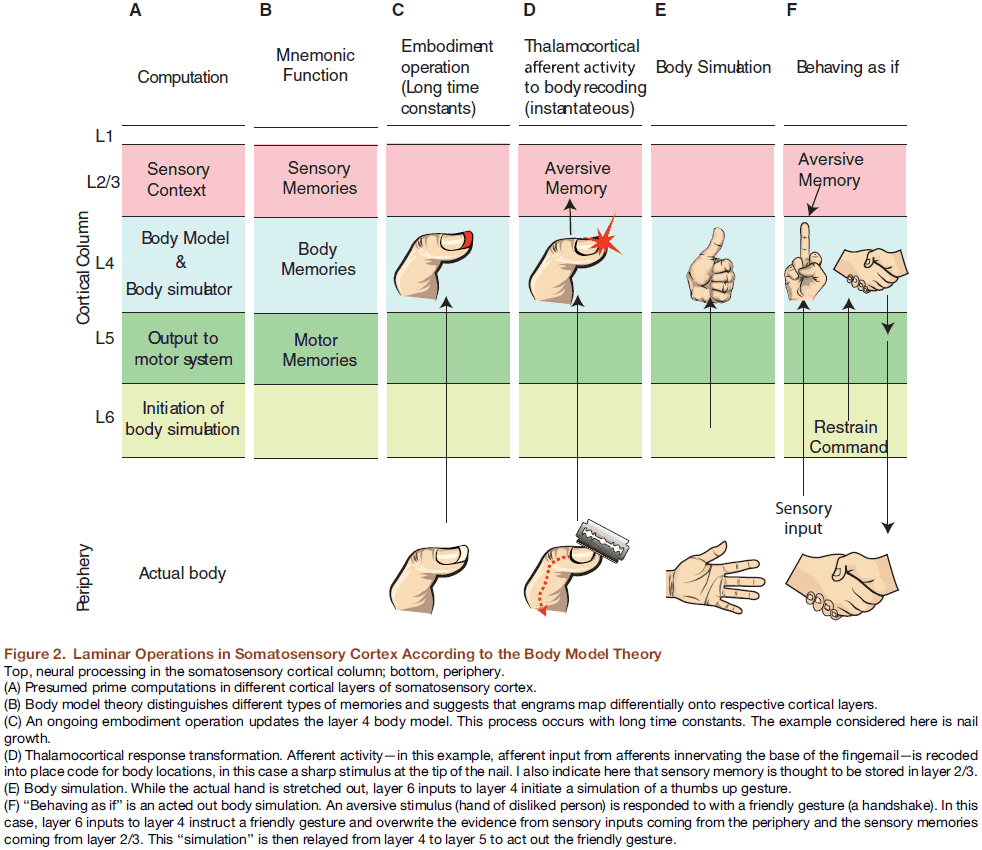 A
B
C
D
E
F
Computation
Mnemonic
Function
Embodiment
operation
(Long time
constants)
Thalamocortical
afferent activity
to body recoding
(instantateous)
Body Simulation
Behaving as if
Cortical Column
L1
L2/3
L4
L5
L6
Sensory
Context
Sensory
Memories
Aversive
Memory
Aversive
Memory
Body Model
&
Body simulator
Body
Memories
Output to
motor system
Motor
Memories
Initiation of
body simulation
Restrain
Command
Sensory
input
Periphery
Actual body
Figure 2. Laminar Operations in Somatosensory Cortex According to the Body Model Theory
Top, neural processing in the somatosensory cortical column; bottom, periphery.
(A) Presumed prime computations in different cortical layers of somatosensory cortex.
(B) Body model theory distinguishes different types of memories and suggests that engrams map differentially onto respective cortical layers.
(C) An ongoing embodiment operation updates the layer 4 body model. This process occurs with long time constants. The example considered here is nail
growth.
(D) Thalamocortical response transformation. Afferent activity—in this example, afferent input from afferents innervating the base of the fingernail—is recoded
into place code for body locations, in this case a sharp stimulus at the tip of the nail. I also indicate here that sensory memory is thought to be stored in layer 2/3.
(E) Body simulation. While the actual hand is stretched out, layer 6 inputs to layer 4 initiate a simulation of a thumbs up gesture.
(F) “Behaving as if” is an acted out body simulation. An aversive stimulus (hand of disliked person) is responded to with a friendly gesture (a handshake). In this
case, layer 6 inputs to layer 4 instruct a friendly gesture and overwrite the evidence from sensory inputs coming from the periphery and the sensory memories
coming from layer 2/3. This “simulation” is then relayed from layer 4 to layer 5 to act out the friendly gesture.